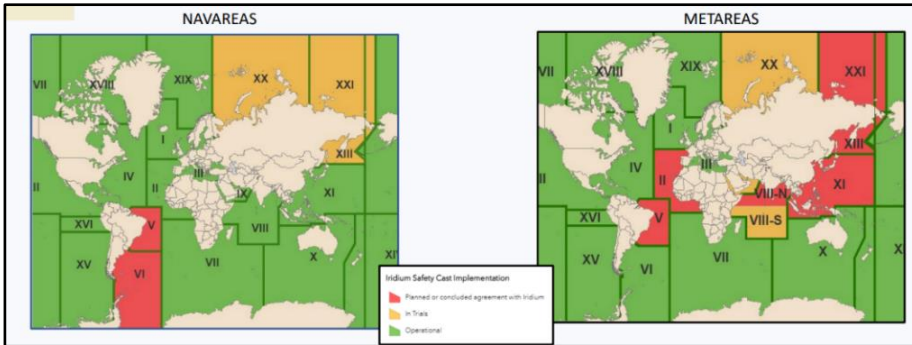 NAVAREAS
METAREAS
VII
XVIII
XIX
XX
XXI
I
XIII
III
IV
II
II
IX
XI
XVI
V
VIII
XV
VI
VII
X
VII
XVIII
XIX
XX
XXI
I
XIII
III
IV
II
II
VIII-N
XI
XVI
V
VIII-S
XV
VI
VII
X
Iridium Safety Cast Implementation
Planned or concluded agreement with Iridium
In Trials
Operational